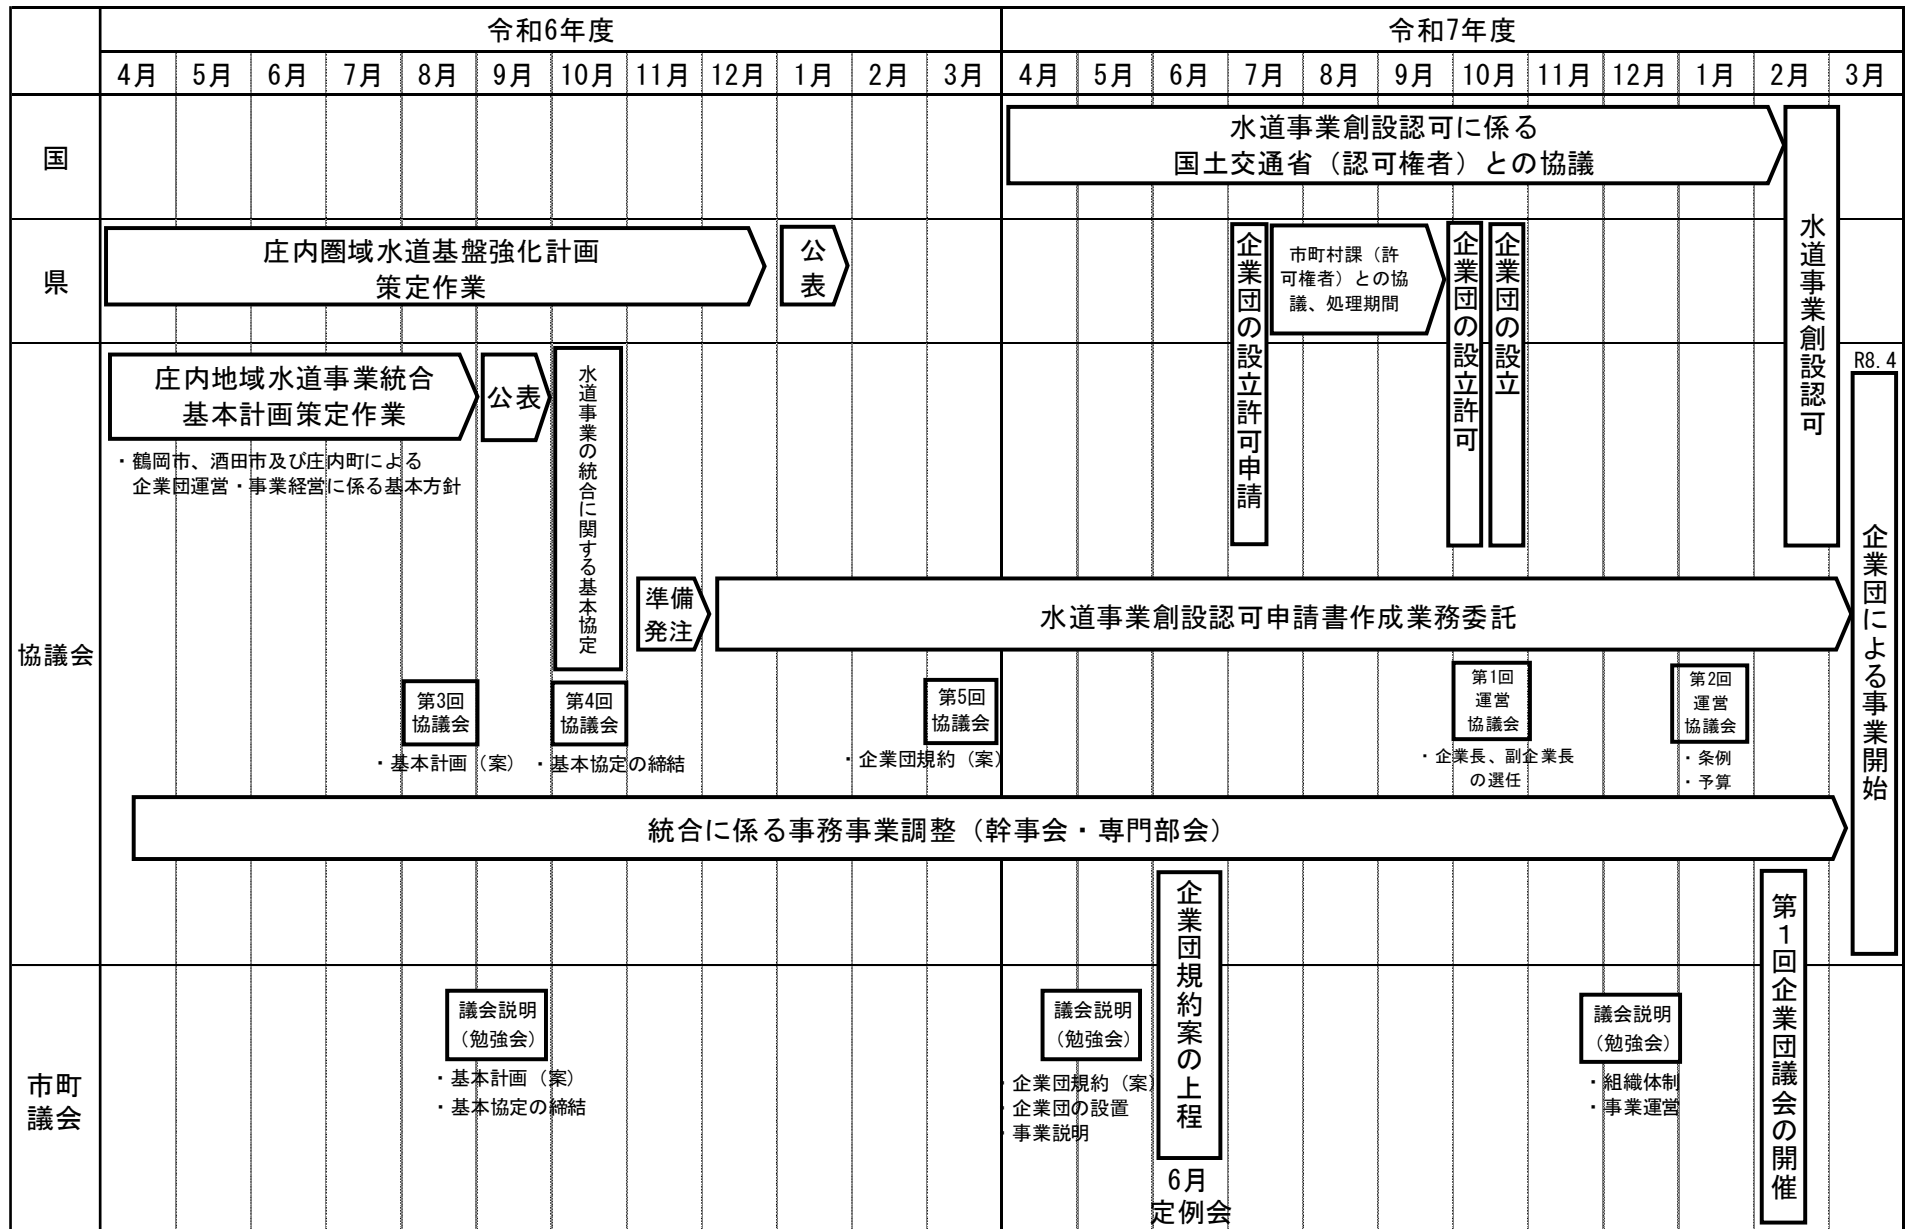 令和6年度
令和7年度
4月 5月 6月 7月 8月 9月 10月 11月 12月 1月 2月 3月 4月 5月 6月 7月 8月 9月 10月 11月 12月 1月 2月 3月
国
水道事業創設認可に係る
国土交通省（認可権者）との協議
水道事業創設認可
県
庄内圏域水道基盤強化計画
策定作業
公
表
企業団の設立許可申請
市町村課（許
可権者）との協
議、処理期間
企業団の設立許可
企業団の設立
協議会
庄内地域水道事業統合
基本計画策定作業
・鶴岡市、酒田市及び庄内町による
企業団運営・事業経営に係る基本方針
公表
水道事業の統合に関する基本協定
R8.4
企業団による事業開始
準備
発注
水道事業創設認可申請書作成業務委託
第3回
協議会
・基本計画（案）
第4回
協議会
・基本協定の締結
第5回
協議会
・企業団規約（案）
第1回
運営
協議会
・企業長、副企業長
の選任
第2回
運営
協議会
・条例
・予算
統合に係る事務事業調整（幹事会・専門部会）
市町
議会
議会説明
（勉強会）
・基本計画（案）
・基本協定の締結
議会説明
（勉強会）
・企業団規約（案）
・企業団の設置
・事業説明
企業団規約案の上程
6月
定例会
議会説明
（勉強会）
・組織体制
・事業運営
第1回企業団議会の開催